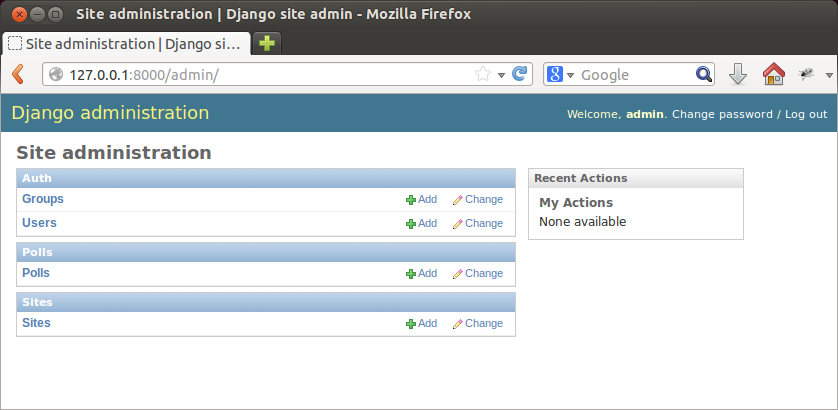 Site administration | Django site admin - Mozilla Firefox
Site administration | Django si...
127.0.0.1:8000/admin/
Google
Django administration
Welcome, admin. Change password / Log out
Site administration
Auth
Groups Add Change
Users Add Change
Polls
Polls Add Change
Sites
Sites Add Change
Recent Actions
My Actions
None available